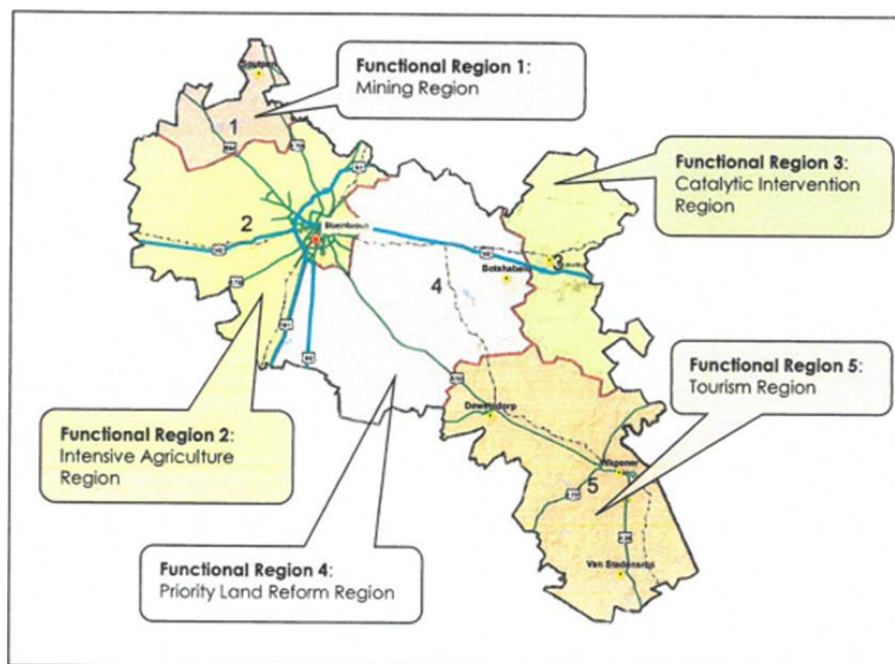 Functional Region 1:
Mining Region
Soutpan
1
Functional Region 3:
Catalytic Intervention
Region
2
Bloemfontein
3
Botshabelo
4
Functional Region 5:
Tourism Region
Dewetsdorp
Functional Region 2:
Intensive Agriculture
Region
Wepener
5
Functional Region 4:
Priority Land Reform Region
Van Stadensrus